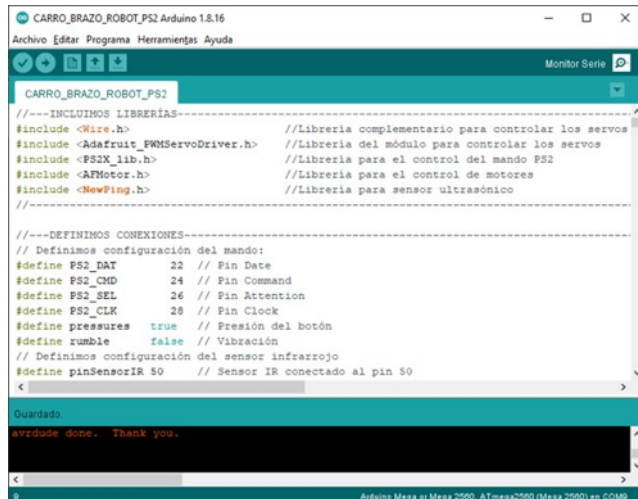 CARRO_BRAZO_ROBOT_PS2 Arduino 1.8.16
Archivo Editar Programa Herramientas Ayuda
Monitor Serie
CARRO_BRAZO_ROBOT_PS2
//---INCLUIMOS LIBRERÍAS-----------------------------------------------------
#include <Wire.h> //Librería complementario para controlar los servos
#include <Adafruit_PWMServoDriver.h> //Librería del módulo para controlar los servos
#include <PS2X_lib.h> //Librería para el control del mando PS2
#include <AFMotor.h> //Librería para el control de motores
#include <NewPing.h> //Librería para sensor ultrasónico
//---------------------------------------------------------------------------
//---DEFINIMOS CONEXIONES----------------------------------------------------
// Definimos configuración del mando:
#define PS2_DAT 22 // Pin Date
#define PS2_CMD 24 // Pin Command
#define PS2_SEL 26 // Pin Attention
#define PS2_CLK 28 // Pin Clock
#define pressures true // Presión del botón
#define rumble false // Vibración
// Definimos configuración del sensor infrarrojo
#define pinSensorIR 50 // Sensor IR conectado al pin 50
Guardado.
avrdude done. Thank you.
9 Arduino Mega or Mega 2560, ATmega2560 (Mega 2560) en COM9